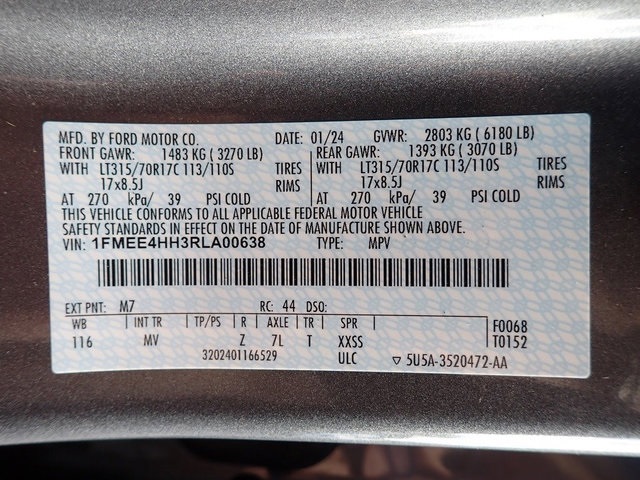 MFD. BY FORD MOTOR CO. DATE: 01/24 GVWR: 2803 KG ( 6180 LB)
FRONT GAWR: 1483 KG ( 3270 LB) REAR GAWR: 1393 KG ( 3070 LB)
WITH LT315/70R17C 113/110S TIRES WITH LT315/70R17C 113/110S TIRES
17x8.5J RIMS 17x8.5J RIMS
AT 270 kPa/ 39 PSI COLD AT 270 kPa/ 39 PSI COLD
THIS VEHICLE CONFORMS TO ALL APPLICABLE FEDERAL MOTOR VEHICLE
SAFETY STANDARDS IN EFFECT ON THE DATE OF MANUFACTURE SHOWN ABOVE.
VIN: 1FMEE4HH3RLA00638 TYPE: MPV
EXT PNT: M7 RC: 44 DSO:
WB INT TR TP/PS R AXLE TR SPR F0068
116 MV Z 7L T XXSS T0152
3202401166529 ULC ▽ 5U5A-3520472-AA